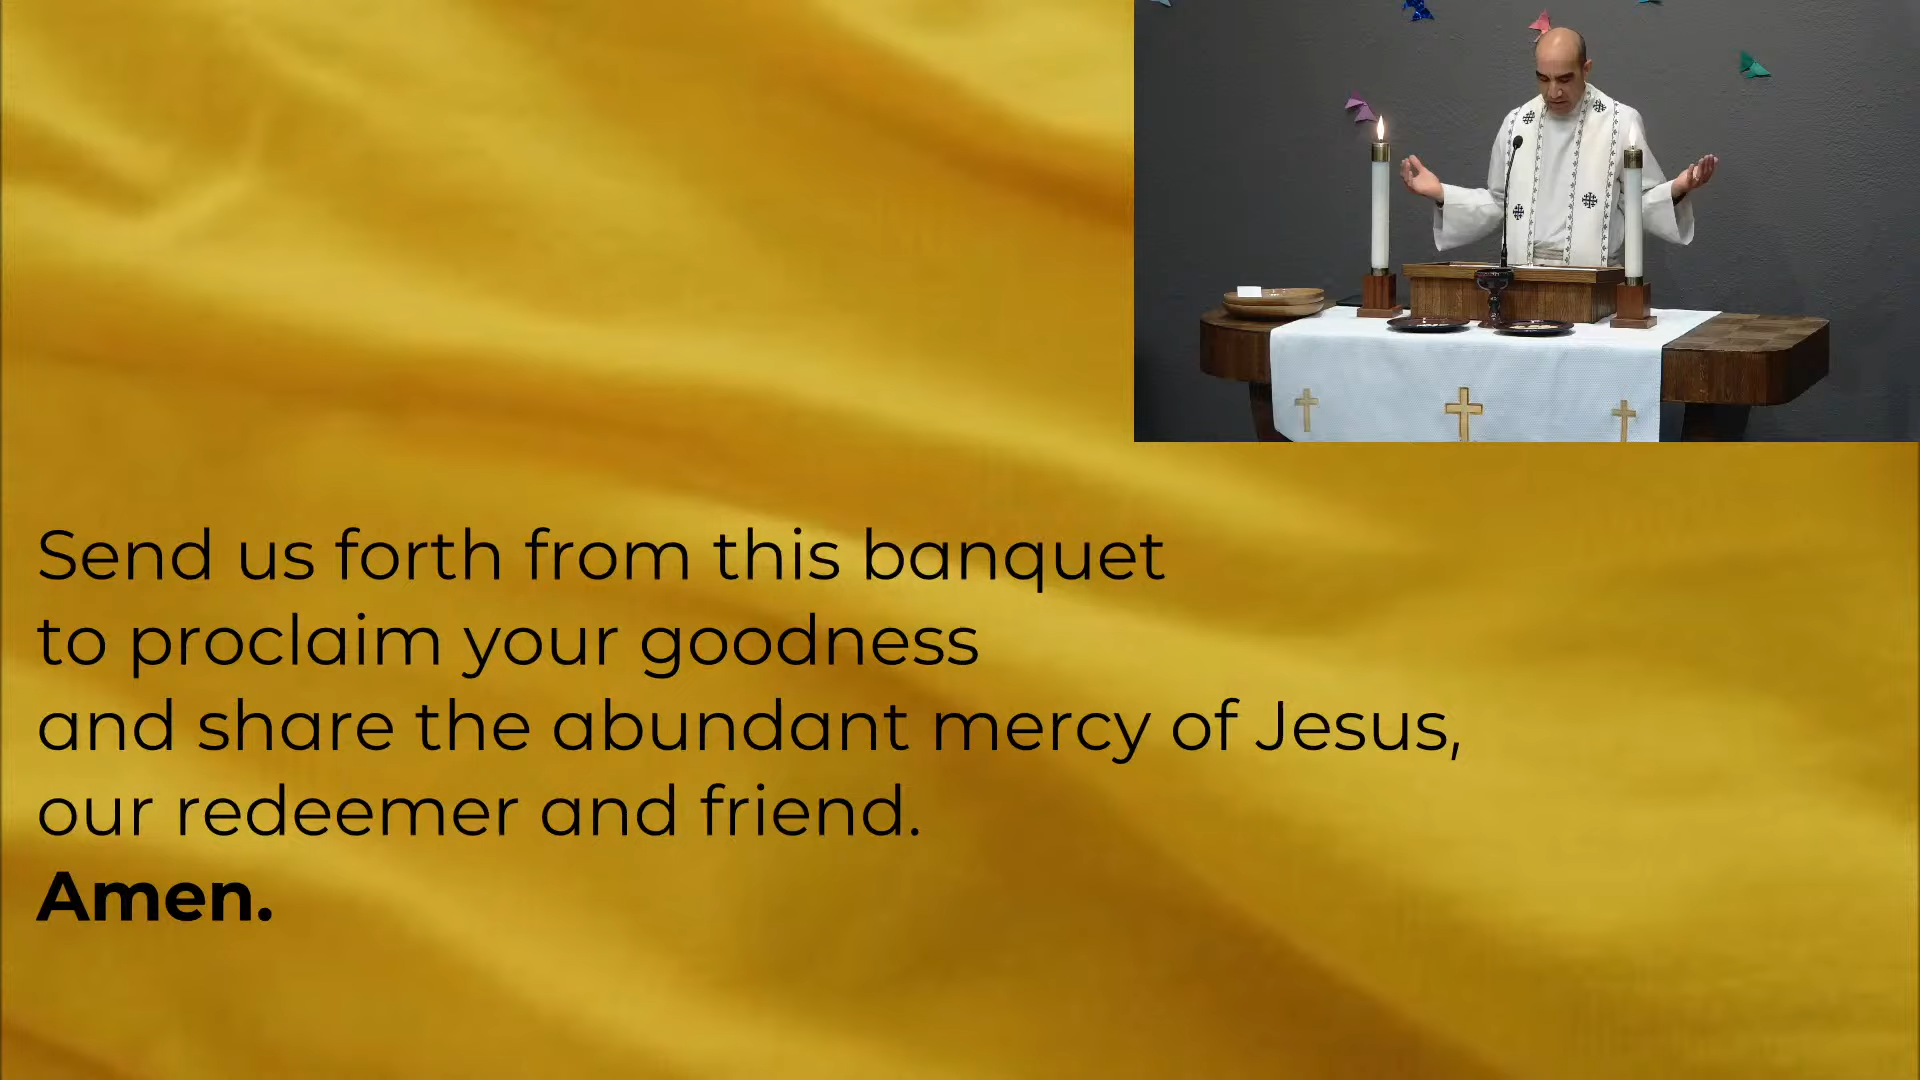 Send us forth from this banquet
to proclaim your goodness
and share the abundant mercy of Jesus,
our redeemer and friend.
Amen.